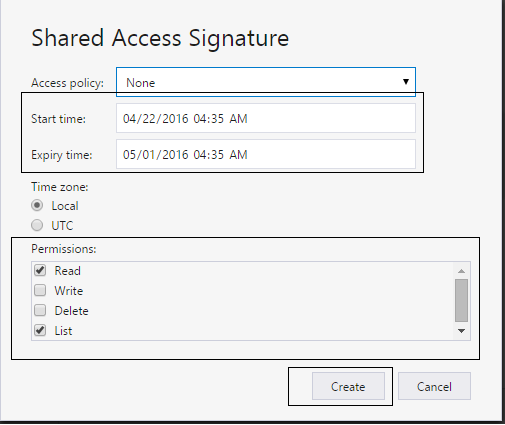 Shared Access Signature
Access policy: None
Start time: 04/22/2016 04:35 AM
Expiry time: 05/01/2016 04:35 AM
Time zone:
Local
UTC
Permissions:
Read
Write
Delete
List
Create Cancel